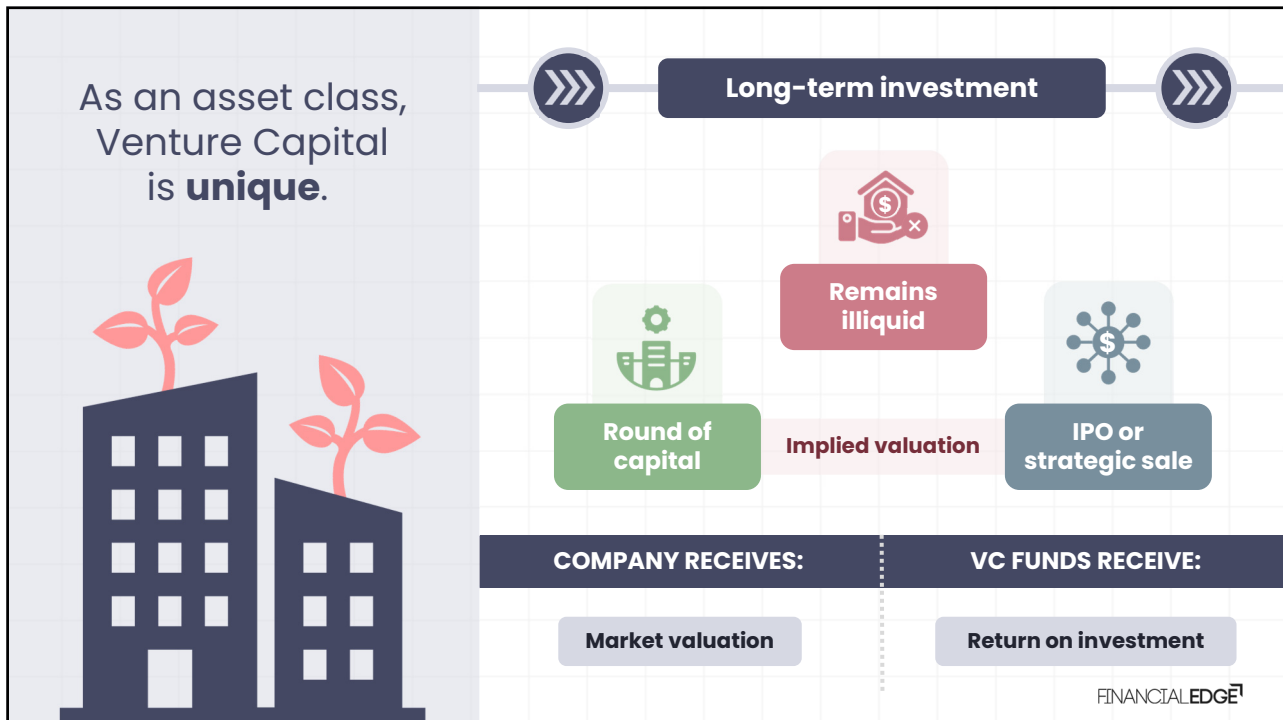 As an asset class,
Venture Capital
is unique.
Long-term investment
$
Remains
illiquid
$
Round of
capital
Implied valuation
IPO or
strategic sale
COMPANY RECEIVES:
VC FUNDS RECEIVE:
Market valuation
Return on investment
FINANCIALEDGE